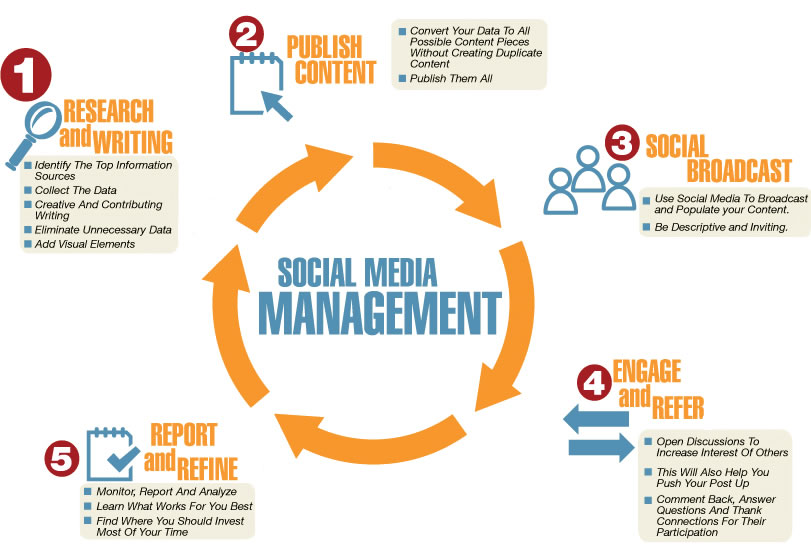 1
RESEARCH
and WRITING
Identify The Top Information
Sources
Collect The Data
Creative And Contributing
Writing
Eliminate Unnecessary Data
Add Visual Elements
2
PUBLISH
CONTENT
Convert Your Data To All
Possible Content Pieces
Without Creating Duplicate
Content
Publish Them All
3
SOCIAL
BROADCAST
Use Social Media To Broadcast
and Populate your Content.
Be Descriptive and Inviting.
SOCIAL MEDIA
MANAGEMENT
4
ENGAGE
and REFER
Open Discussions To
Increase Interest Of Others
This Will Also Help You
Push Your Post Up
Comment Back, Answer
Questions And Thank
Connections For Their
Participation
5
REPORT
and REFINE
Monitor, Report And Analyze
Learn What Works For You Best
Find Where You Should Invest
Most Of Your Time